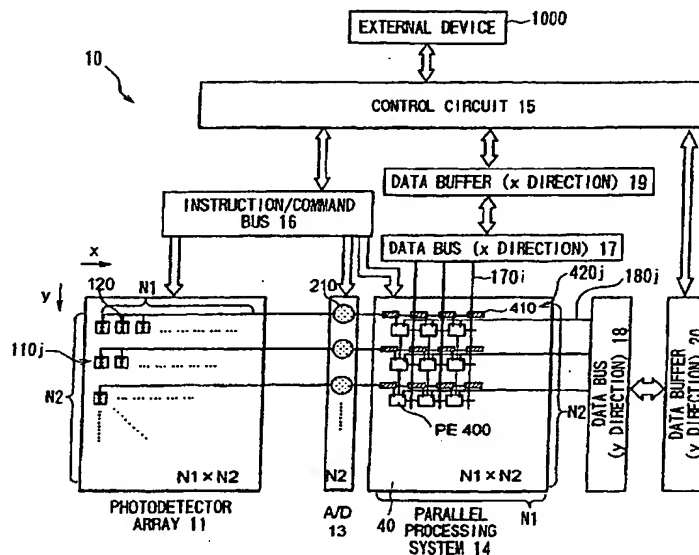 EXTERNAL DEVICE
1000
10
CONTROL CIRCUIT 15
DATA BUFFER (x DIRECTION) 19
INSTRUCTION/COMMAND
BUS 16
DATA BUS (x DIRECTION) 17
x
y
N1
120
210
170i
420j
180j
410
110j
N2
PE 400
N2
N1×N2
N2
N1×N2
40
N1
PHOTODETECTOR
ARRAY 11
A/D
13
PARALLEL
PROCESSING
SYSTEM 14
DATA BUS
(y DIRECTION) 18
DATA BUFFER
(y DIRECTION) 20